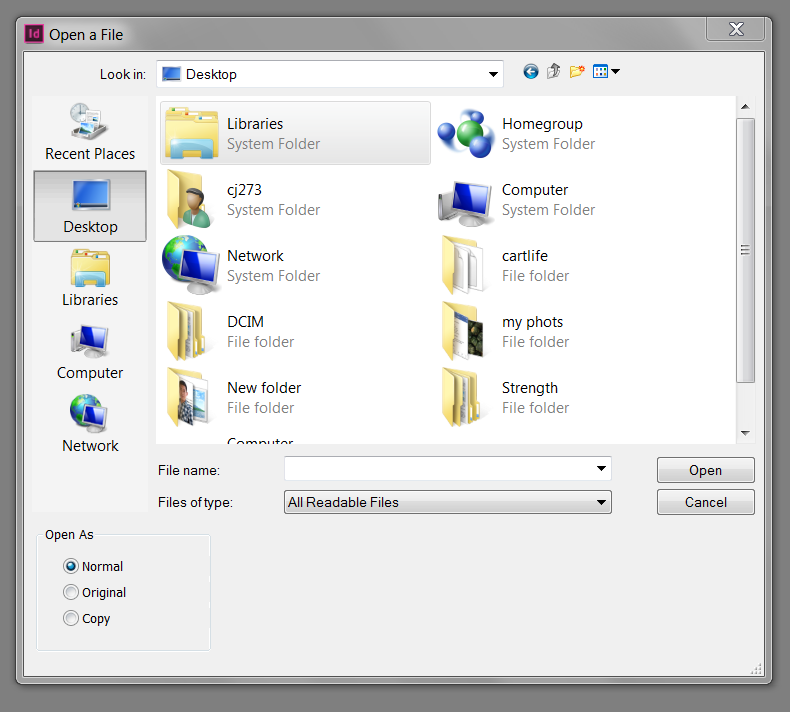 Id Open a File
Look in: Desktop
Recent Places
Desktop
Libraries
Computer
Network
Libraries
System Folder
Homegroup
System Folder
cj273
System Folder
Computer
System Folder
Network
System Folder
cartlife
File folder
DCIM
File folder
my phots
File folder
New folder
File folder
Strength
File folder
Computer
File name:
Open
Files of type: All Readable Files
Cancel
Open As
Normal
Original
Copy